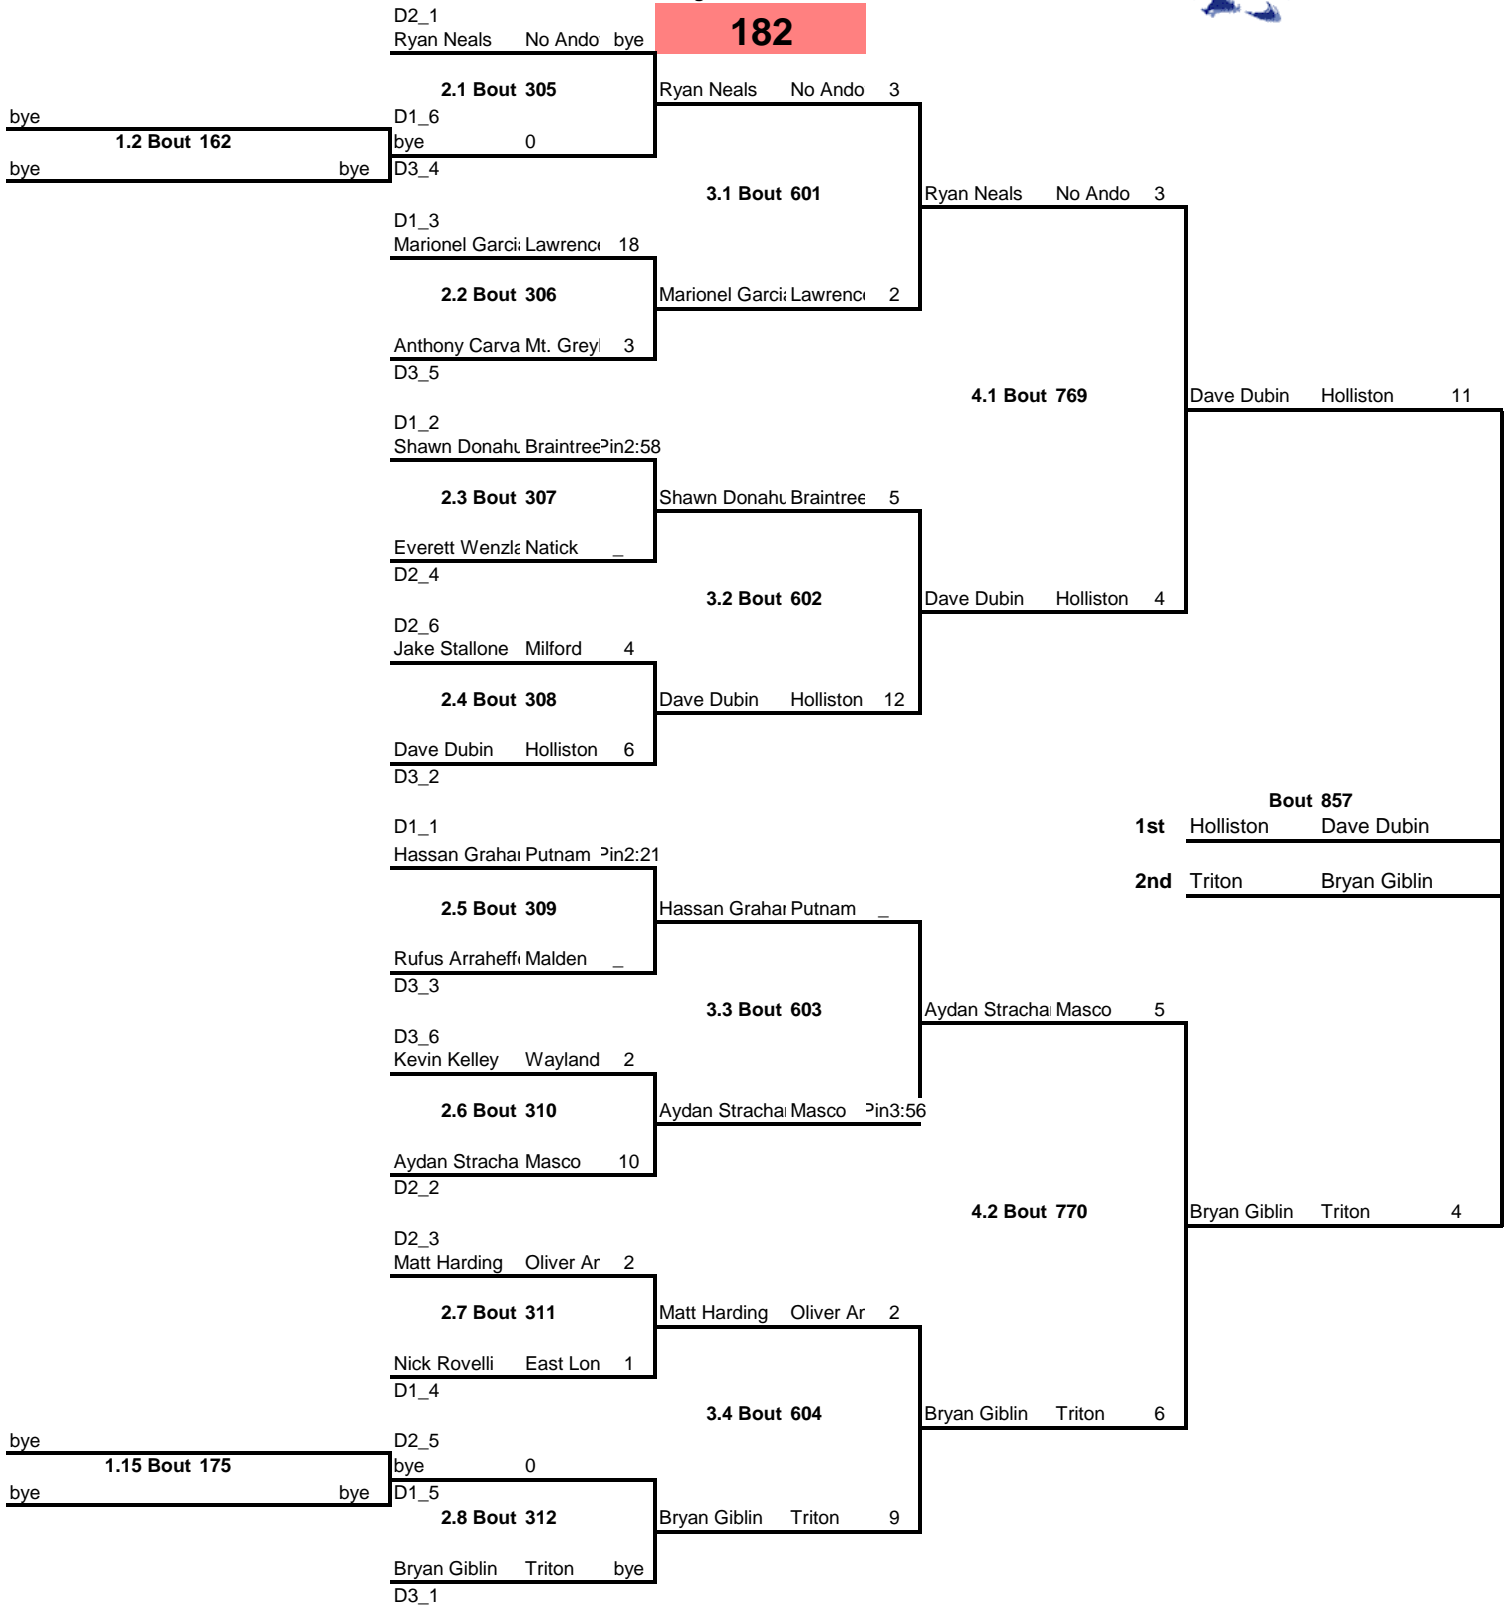 D2_1
182
Ryan Neals No Ando bye
2.1 Bout 305
Ryan Neals No Ando 3
bye
D1_6
1.2 Bout 162
bye 0
bye bye
D3_4
3.1 Bout 601
Ryan Neals No Ando 3
D1_3
Marionel Garci Lawrenc 18
2.2 Bout 306
Marionel Garci Lawrenc 2
Anthony Carva Mt. Grey 3
D3_5
4.1 Bout 769
Dave Dubin Holliston 11
D1_2
Shawn Donahu Braintree Pin2:58
2.3 Bout 307
Shawn Donahu Braintree 5
Everett Wenzla Natick _
D2_4
3.2 Bout 602
Dave Dubin Holliston 4
D2_6
Jake Stallone Milford 4
2.4 Bout 308
Dave Dubin Holliston 12
Dave Dubin Holliston 6
D3_2
Bout 857
D1_1
1st Holliston Dave Dubin
Hassan Graha Putnam Pin2:21
2nd Triton Bryan Giblin
2.5 Bout 309
Hassan Graha Putnam _
Rufus Arraheff Malden _
D3_3
3.3 Bout 603
Aydan Stracha Masco 5
D3_6
Kevin Kelley Wayland 2
2.6 Bout 310
Aydan Stracha Masco Pin3:56
Aydan Stracha Masco 10
D2_2
4.2 Bout 770
Bryan Giblin Triton 4
D2_3
Matt Harding Oliver Ar 2
2.7 Bout 311
Matt Harding Oliver Ar 2
Nick Rovelli East Lon 1
D1_4
3.4 Bout 604
Bryan Giblin Triton 6
bye
D2_5
1.15 Bout 175
bye 0
bye bye
D1_5
2.8 Bout 312
Bryan Giblin Triton 9
Bryan Giblin Triton bye
D3_1